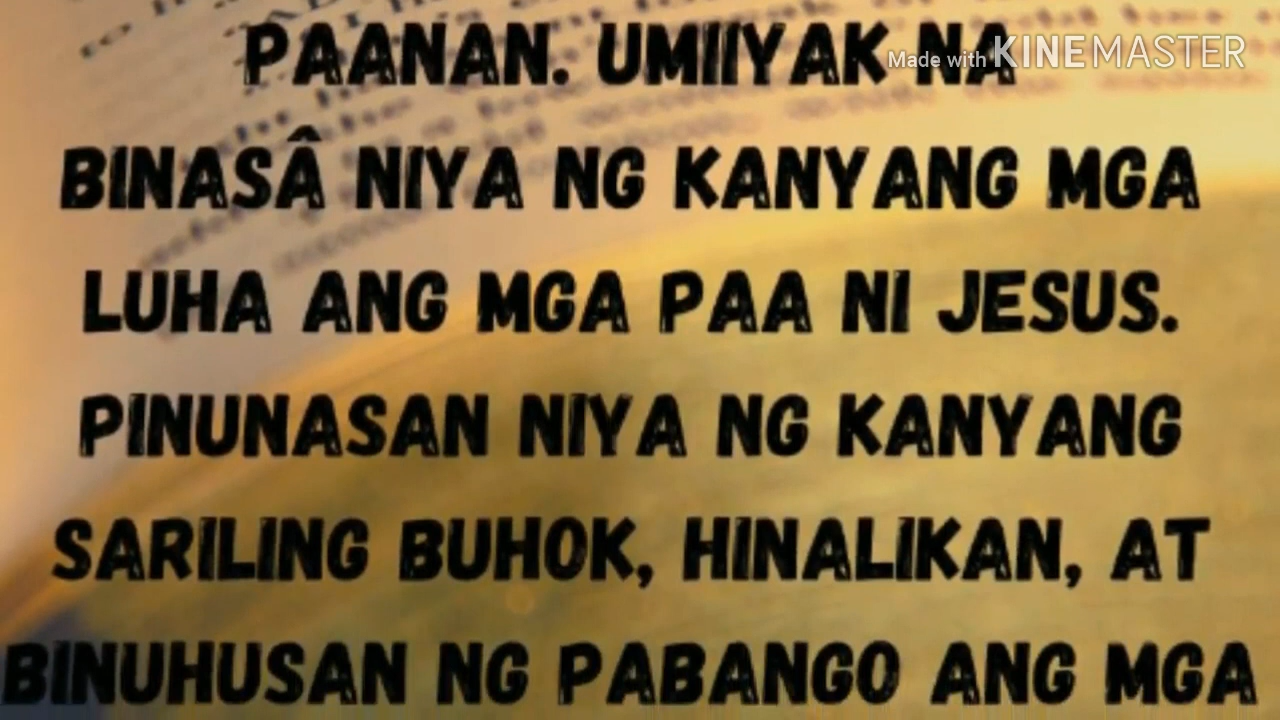 PAANAN. UMIIYAK NA
Made with KINEMASTER
BINASÂ NIYA NG KANYANG MGA
LUHA ANG MGA PAA NI JESUS.
PINUNASAN NIYA NG KANYANG
SARILING BUHOK, HINALIKAN, AT
BINUHUSAN NG PABANGO ANG MGA